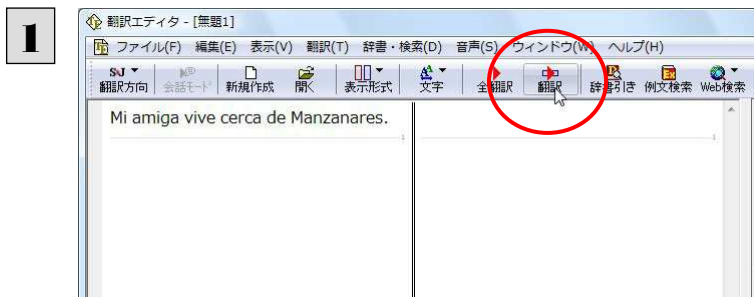 1
翻訳エディタ - [無題1]
ファイル(F) 編集(E) 表示(V) 翻訳(T) 辞書・検索(D) 音声(S) ウィンドウ(W) ヘルプ(H)
翻訳方向 会話モード 新規作成 開く 表示形式 文字 全翻訳 翻訳 辞書引き 例文検索 Web検索
Mi amiga vive cerca de Manzanares.